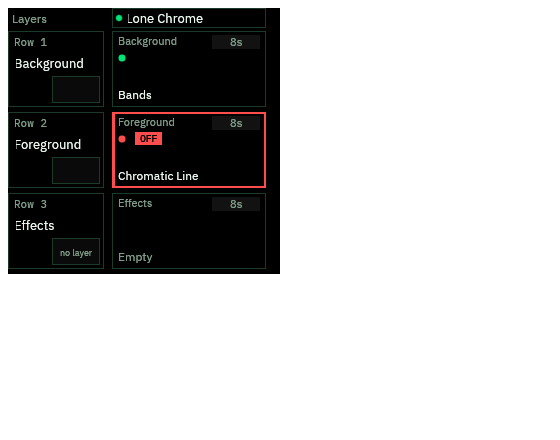 Layers
Lone Chrome
Row 1
Background
Background
8s
Bands
Row 2
Foreground
Foreground
8s
OFF
Chromatic Line
Row 3
Effects
no layer
Effects
8s
Empty